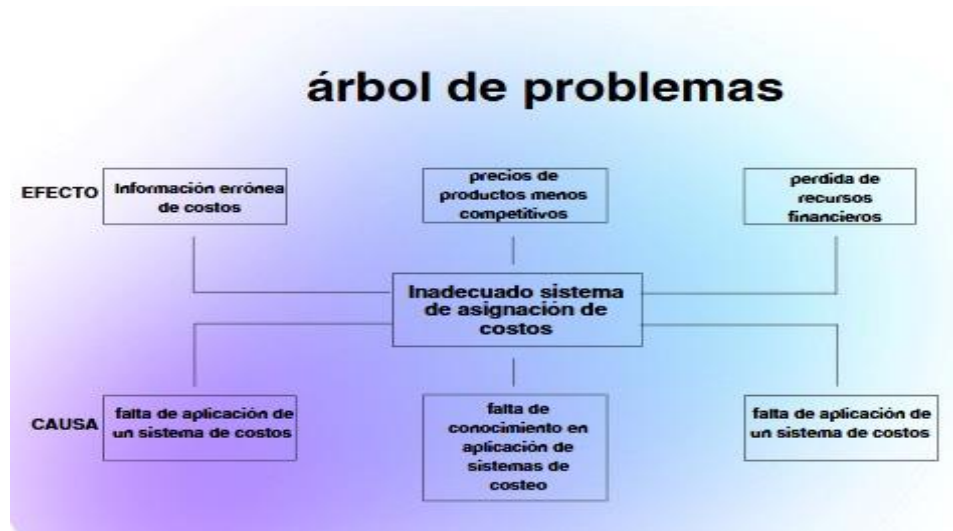 árbol de problemas
EFECTO
Información errónea
de costos
precios de
productos menos
competitivos
perdida de
recursos
financieros
Inadecuado sistema
de asignación de
costos
CAUSA
falta de aplicación de
un sistema de costos
falta de
conocimiento en
aplicación de
sistemas de
costeo
falta de aplicación de
un sistema de costos